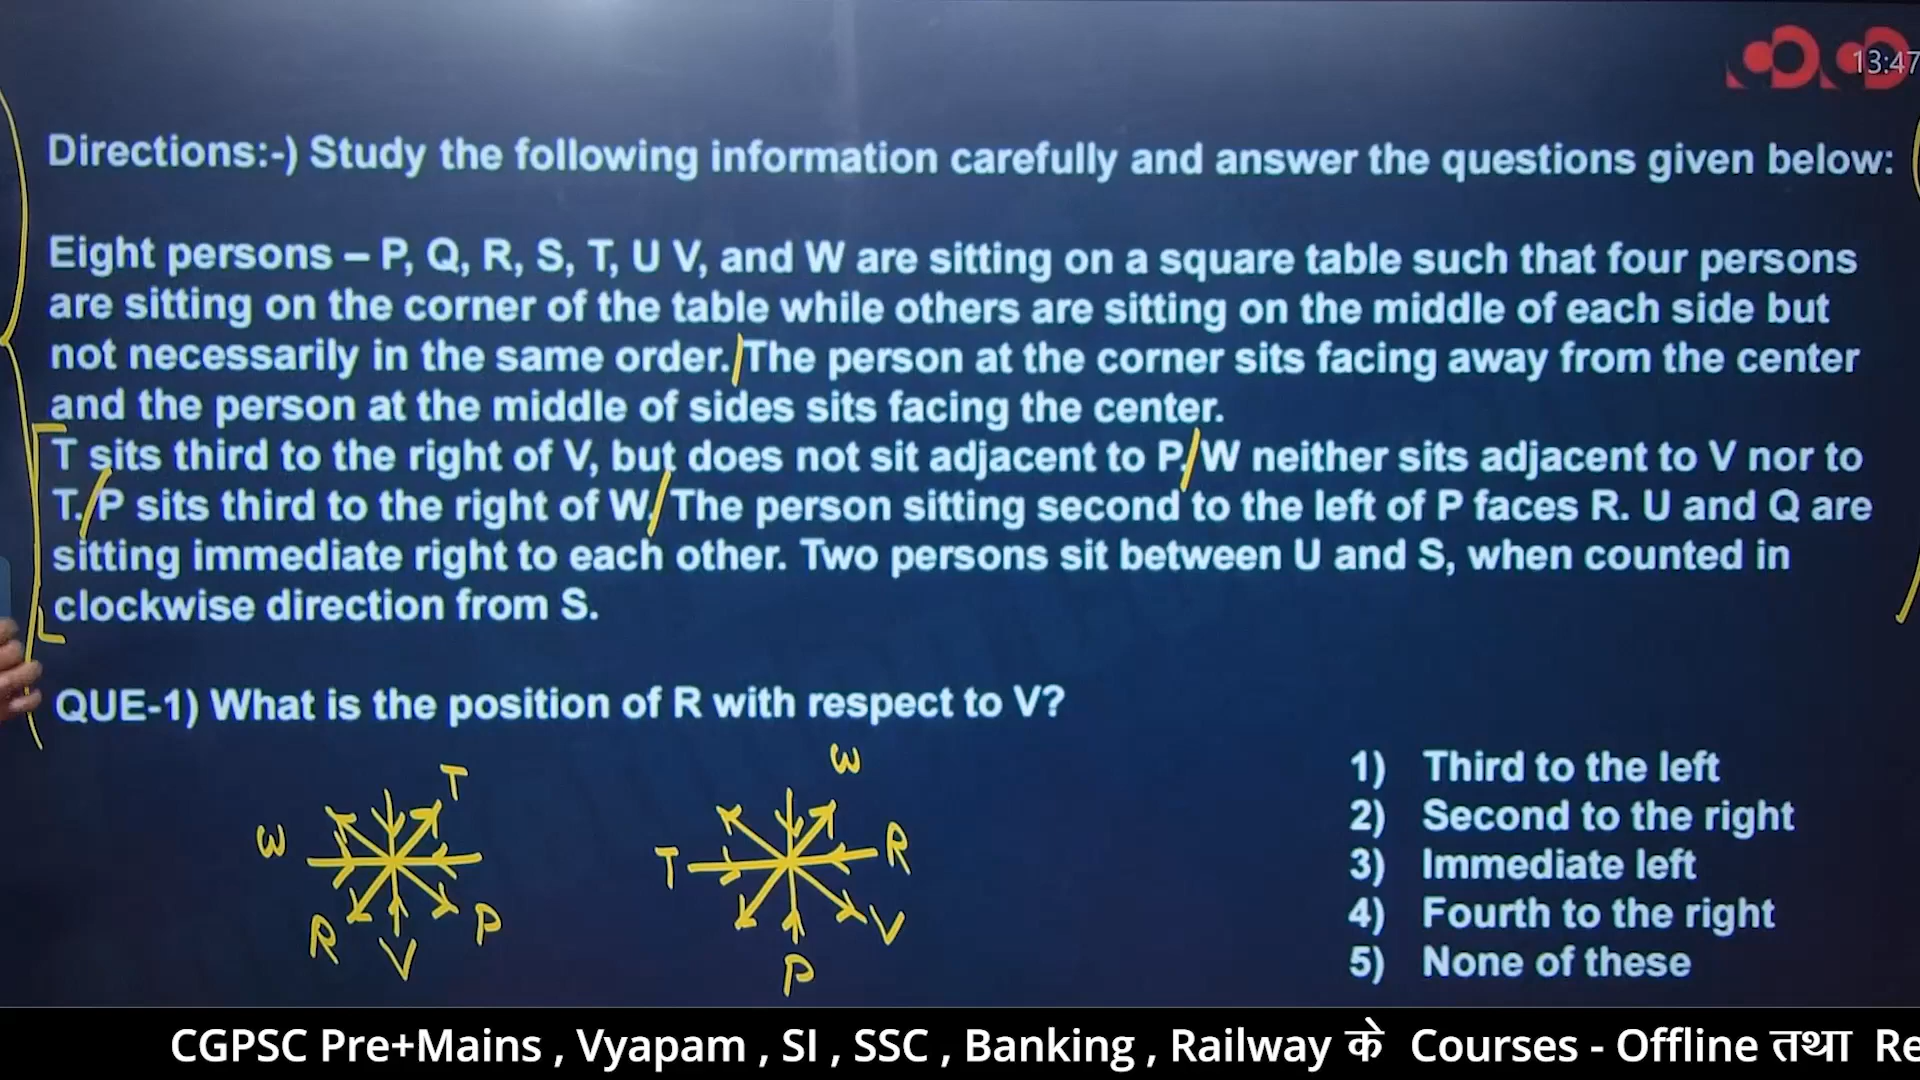 13:47
Directions:-) Study the following information carefully and answer the questions given below:
Eight persons – P, Q, R, S, T, U V, and W are sitting on a square table such that four persons
are sitting on the corner of the table while others are sitting on the middle of each side but
not necessarily in the same order. The person at the corner sits facing away from the center
and the person at the middle of sides sits facing the center.
T sits third to the right of V, but does not sit adjacent to P. W neither sits adjacent to V nor to
T. P sits third to the right of W. The person sitting second to the left of P faces R. U and Q are
sitting immediate right to each other. Two persons sit between U and S, when counted in
clockwise direction from S.
QUE-1) What is the position of R with respect to V?
1) Third to the left
2) Second to the right
3) Immediate left
4) Fourth to the right
5) None of these
T
W
R
V
P
W
T
R
V
P
CGPSC Pre+Mains , Vyapam , SI , SSC , Banking , Railway के Courses - Offline तथा Re